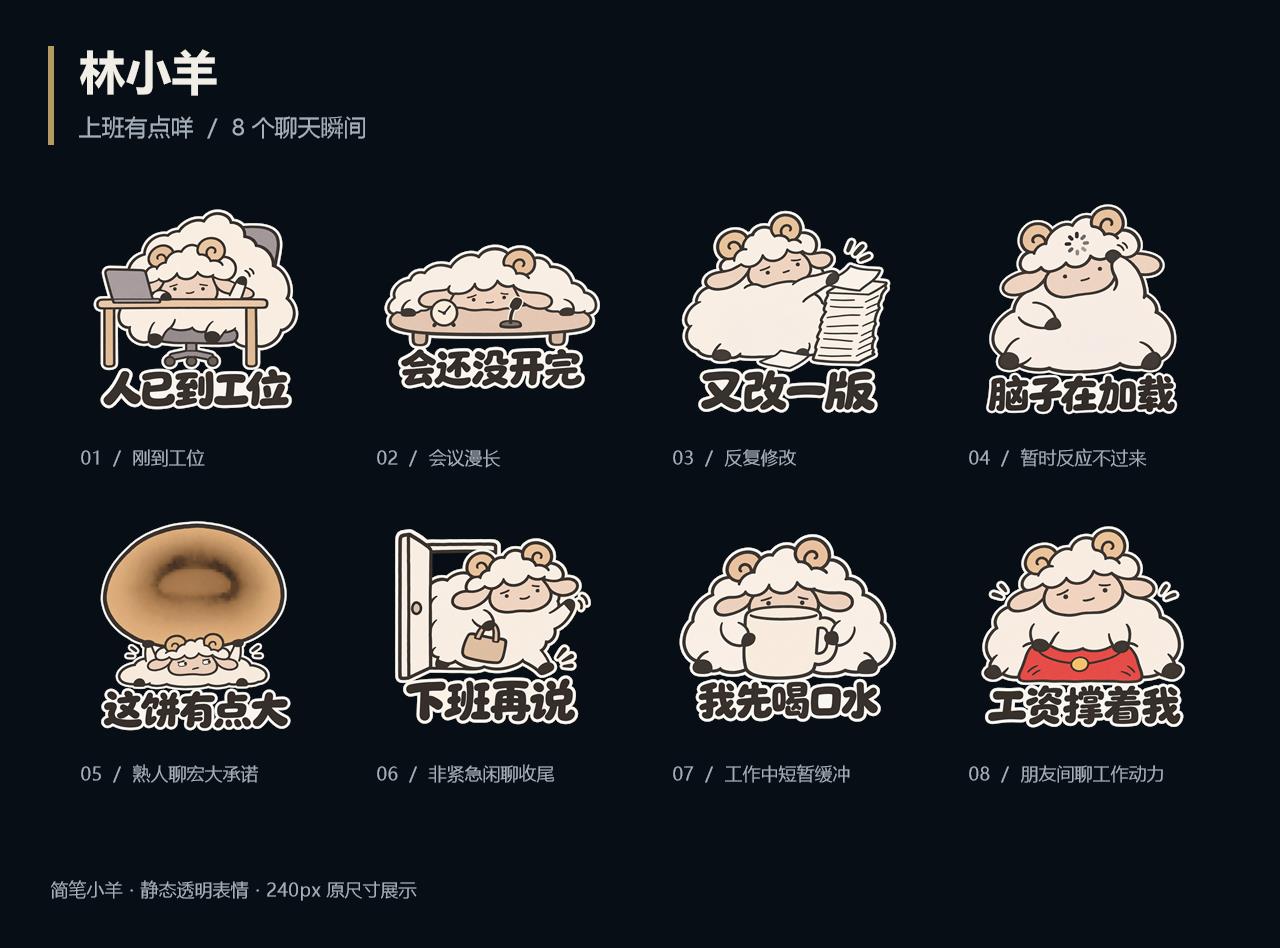 林小羊
上班有点咩 / 8 个聊天瞬间
人已到工位
会还没开完
又改一版
脑子在加载
01 / 刚到工位
02 / 会议漫长
03 / 反复修改
04 / 暂时反应不过来
这饼有点大
下班再说
我先喝口水
工资撑着我
05 / 熟人聊宏大承诺
06 / 非紧急闲聊收尾
07 / 工作中短暂缓冲
08 / 朋友间聊工作动力
简笔小羊 · 静态透明表情 · 240px 原尺寸展示